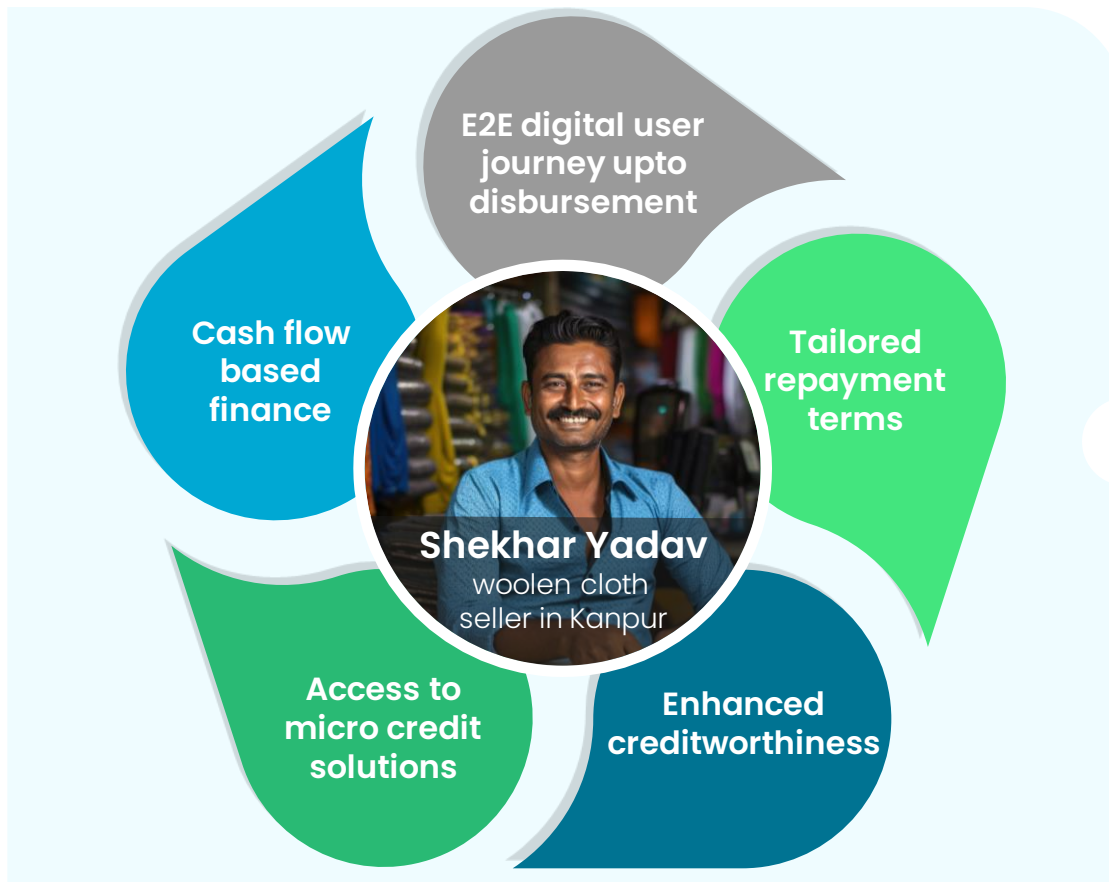 E2E digital user
journey upto
disbursement
Cash flow
based
finance
Tailored
repayment
terms
Shekhar Yadav
woolen cloth
seller in Kanpur
Access to
micro credit
solutions
Enhanced
creditworthiness